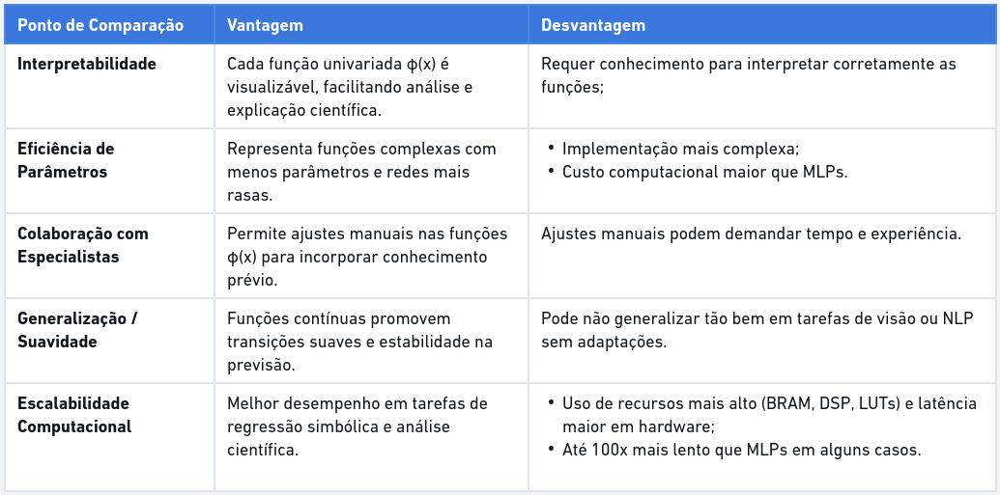 Ponto de Comparação
Vantagem
Desvantagem
Interpretabilidade
Cada função univariada φ(x) é
visualizável, facilitando análise e
explicação científica.
Requer conhecimento para interpretar corretamente as
funções;
Eficiência de
Parâmetros
Representa funções complexas com
menos parâmetros e redes mais
rasas.
• Implementação mais complexa;
• Custo computacional maior que MLPs.
Colaboração com
Especialistas
Permite ajustes manuais nas funções
φ(x) para incorporar conhecimento
prévio.
Ajustes manuais podem demandar tempo e experiência.
Generalização /
Suavidade
Funções contínuas promovem
transições suaves e estabilidade na
previsão.
Pode não generalizar tão bem em tarefas de visão ou NLP
sem adaptações.
Escalabilidade
Computacional
Melhor desempenho em tarefas de
regressão simbólica e análise
científica.
• Uso de recursos mais alto (BRAM, DSP, LUTs) e latência
maior em hardware;
• Até 100x mais lento que MLPs em alguns casos.